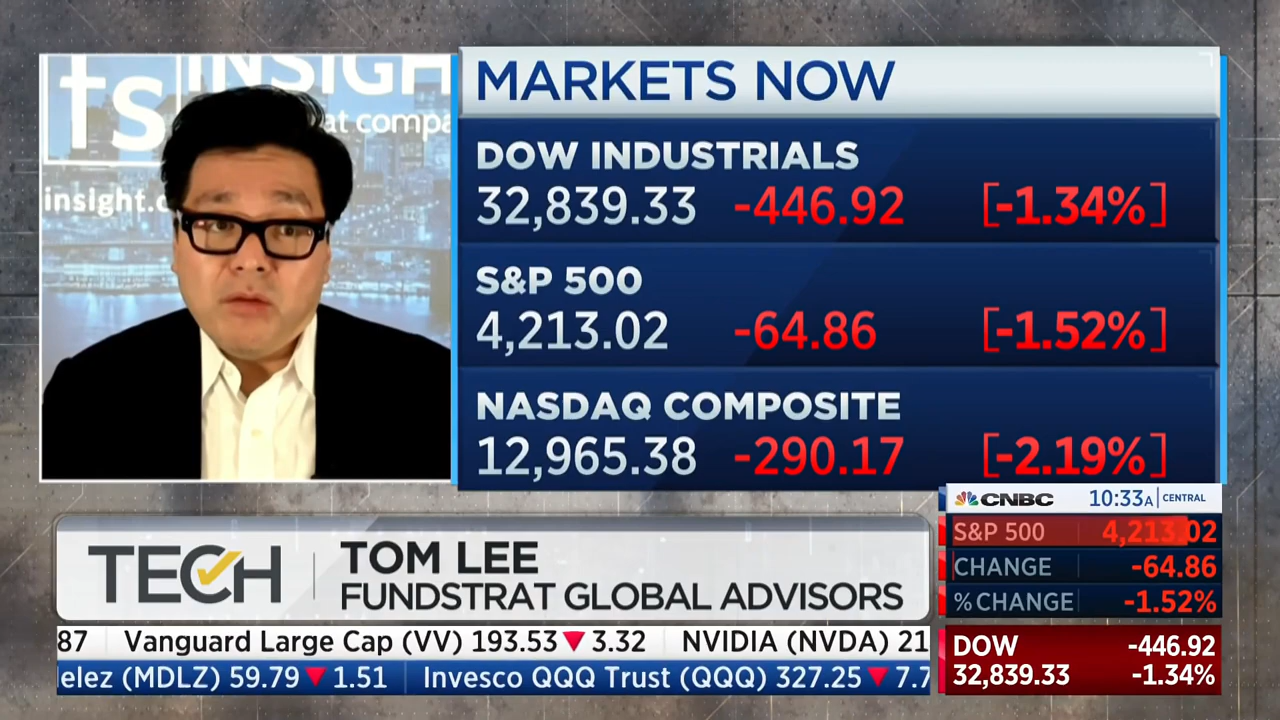 ts
INSIGH
at compa
insight.c
MARKETS NOW
DOW INDUSTRIALS
32,839.33 -446.92 [-1.34%]
S&P 500
4,213.02 -64.86 [-1.52%]
NASDAQ COMPOSITE
12,965.38 -290.17 [-2.19%]
CNBC 10:33A CENTRAL
S&P 500 4,213.02
CHANGE -64.86
% CHANGE -1.52%
DOW -446.92
32,839.33 -1.34%
TECH
TOM LEE
FUNDSTRAT GLOBAL ADVISORS
87 Vanguard Large Cap (VV) 193.53 ▼ 3.32 NVIDIA (NVDA) 21
elez (MDLZ) 59.79 ▼ 1.51 Invesco QQQ Trust (QQQ) 327.25 ▼ 7.7